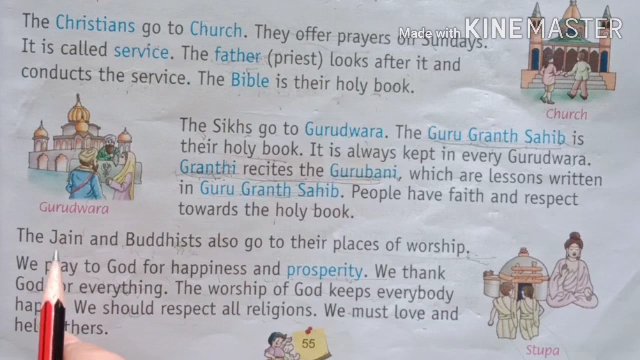 Made with KINEMASTER
The Christians go to Church. They offer prayers on Sundays.
It is called service. The father (priest) looks after it and
conducts the service. The Bible is their holy book.
Church
The Sikhs go to Gurudwara. The Guru Granth Sahib is
their holy book. It is always kept in every Gurudwara.
Granthi recites the Gurubani, which are lessons written
in Guru Granth Sahib. People have faith and respect
towards the holy book.
Gurudwara
The Jain and Buddhists also go to their places of worship.
We to God for happiness and prosperity. We thank
God everything. The worship of God keeps everybody
We should respect all religions. We must love and
Stupa
55